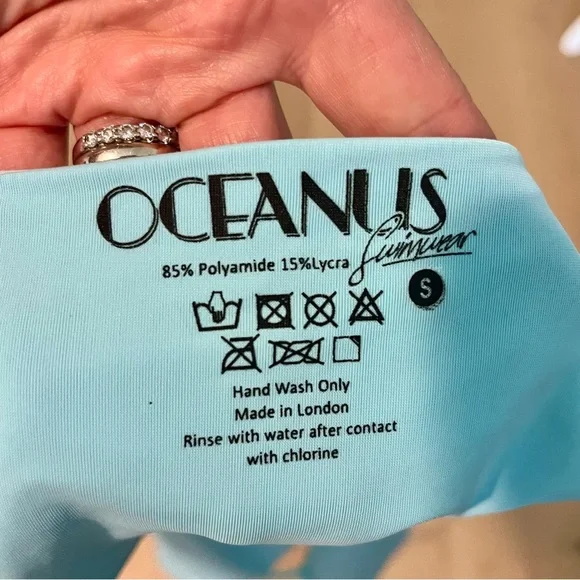 OCEANUS
Swimwear
85% Polyamide 15%Lycra
S
Hand Wash Only
Made in London
Rinse with water after contact
with chlorine